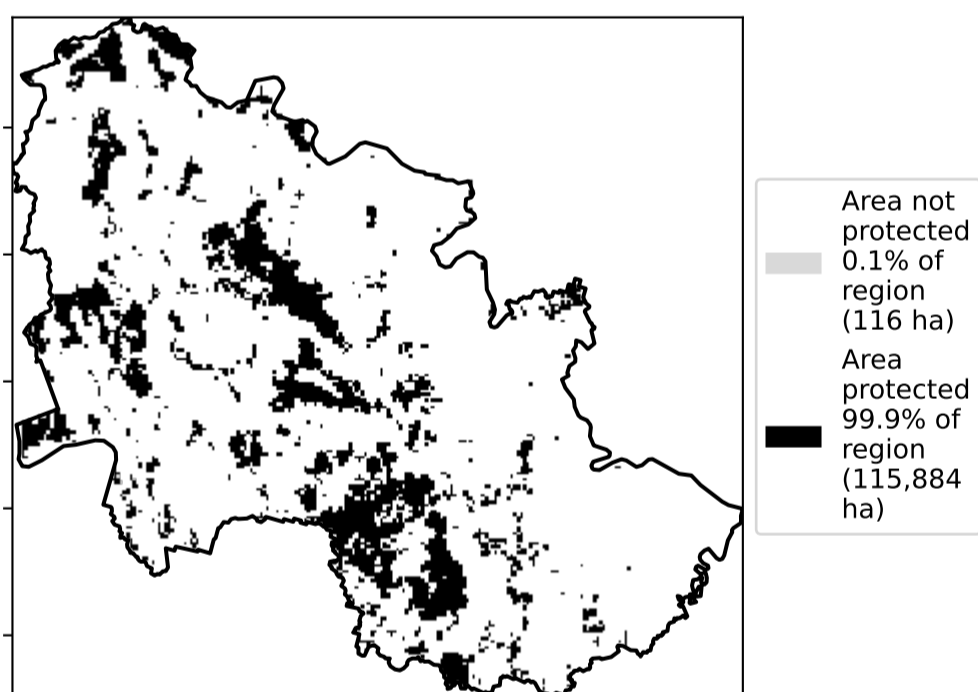 Area not
protected
0.1% of
region
(116 ha)
Area
protected
99.9% of
region
(115,884
ha)